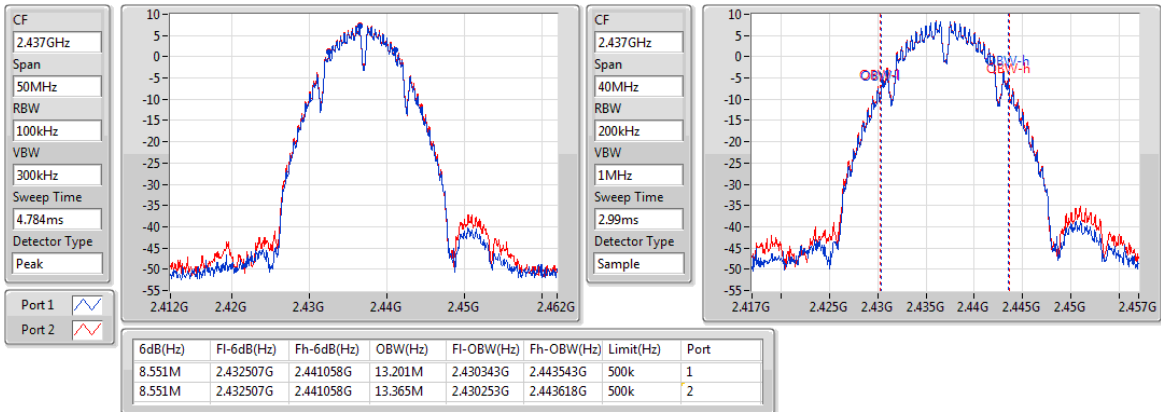 CF
2.437GHz
Span
50MHz
RBW
100kHz
VBW
300kHz
Sweep Time
4.784ms
Detector Type
Peak
Port 1
Port 2
10
5
0
-5
-10
-15
-20
-25
-30
-35
-40
-45
-50
-55
2.412G 2.42G 2.43G 2.44G 2.45G 2.462G
CF
2.437GHz
Span
40MHz
RBW
200kHz
VBW
1MHz
Sweep Time
2.99ms
Detector Type
Sample
10
5
0
-5
-10
-15
-20
-25
-30
-35
-40
-45
-50
-55
OBW-l
OBW-h
OBW-h
2.417G 2.425G 2.43G 2.435G 2.44G 2.445G 2.45G 2.457G
6dB(Hz) Fl-6dB(Hz) Fh-6dB(Hz) OBW(Hz) Fl-OBW(Hz) Fh-OBW(Hz) Limit(Hz) Port
8.551M 2.432507G 2.441058G 13.201M 2.430343G 2.443543G 500k 1
8.551M 2.432507G 2.441058G 13.365M 2.430253G 2.443618G 500k 2